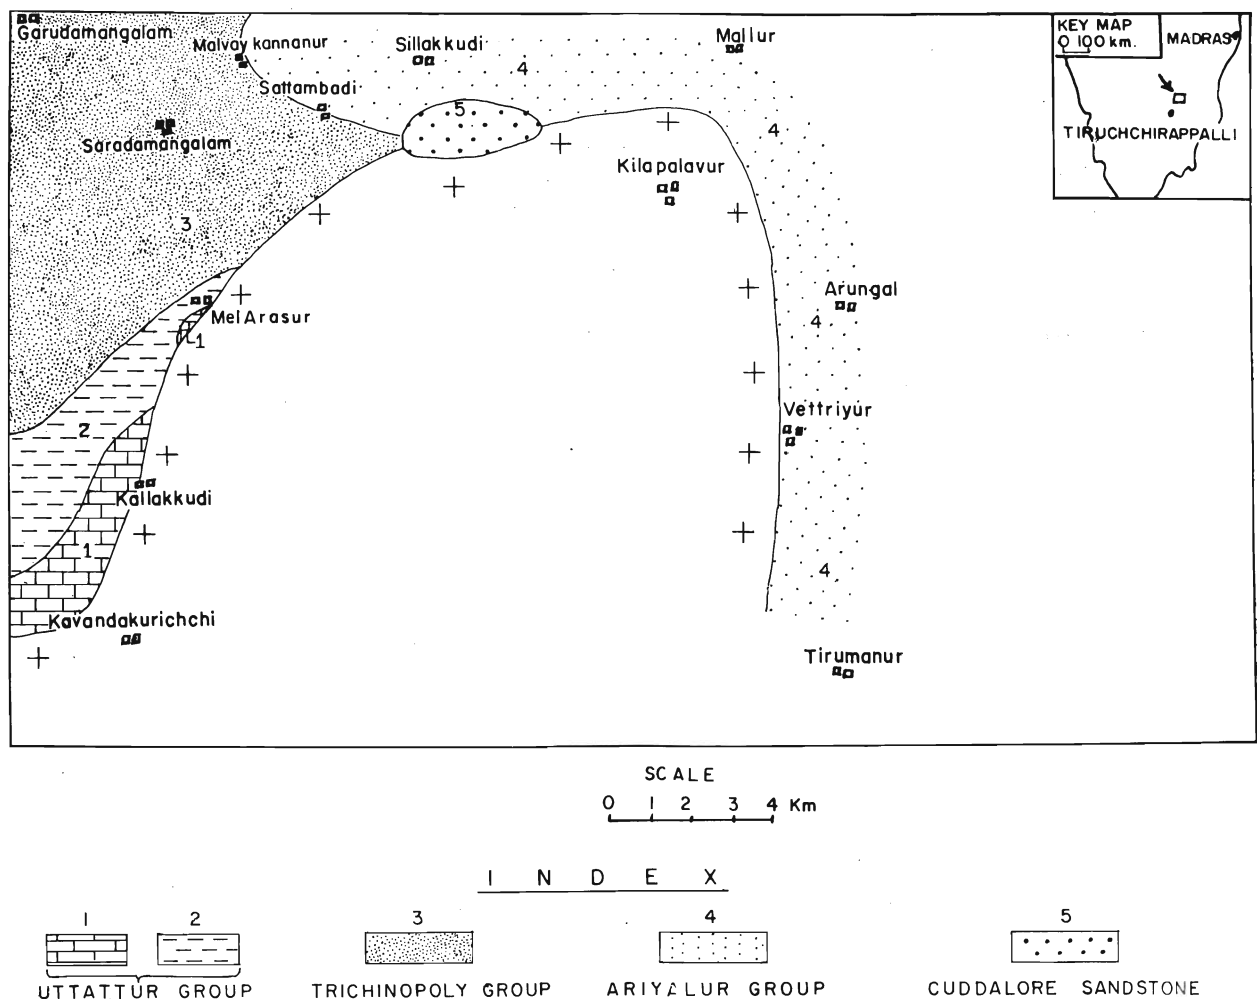 Garudamangalam
Malvay kannanur
Sillakkudi
Mallur
KEY MAP
0 100 km.
MADRAS
4
Sattambadi
5
4
TIRUCHCHIRAPPALLI
Saradamangalam
Kilapalavur
3
Arungal
MelArasur
4
1
Vettriyur
2
Kallakkudi
1
4
Kavandakurichchi
Tirumanur
SCALE
0 1 2 3 4 Km
INDEX
1 2 3 4 5
UTTATTUR GROUP TRICHINOPOLY GROUP ARIYALUR GROUP CUDDALORE SANDSTONE